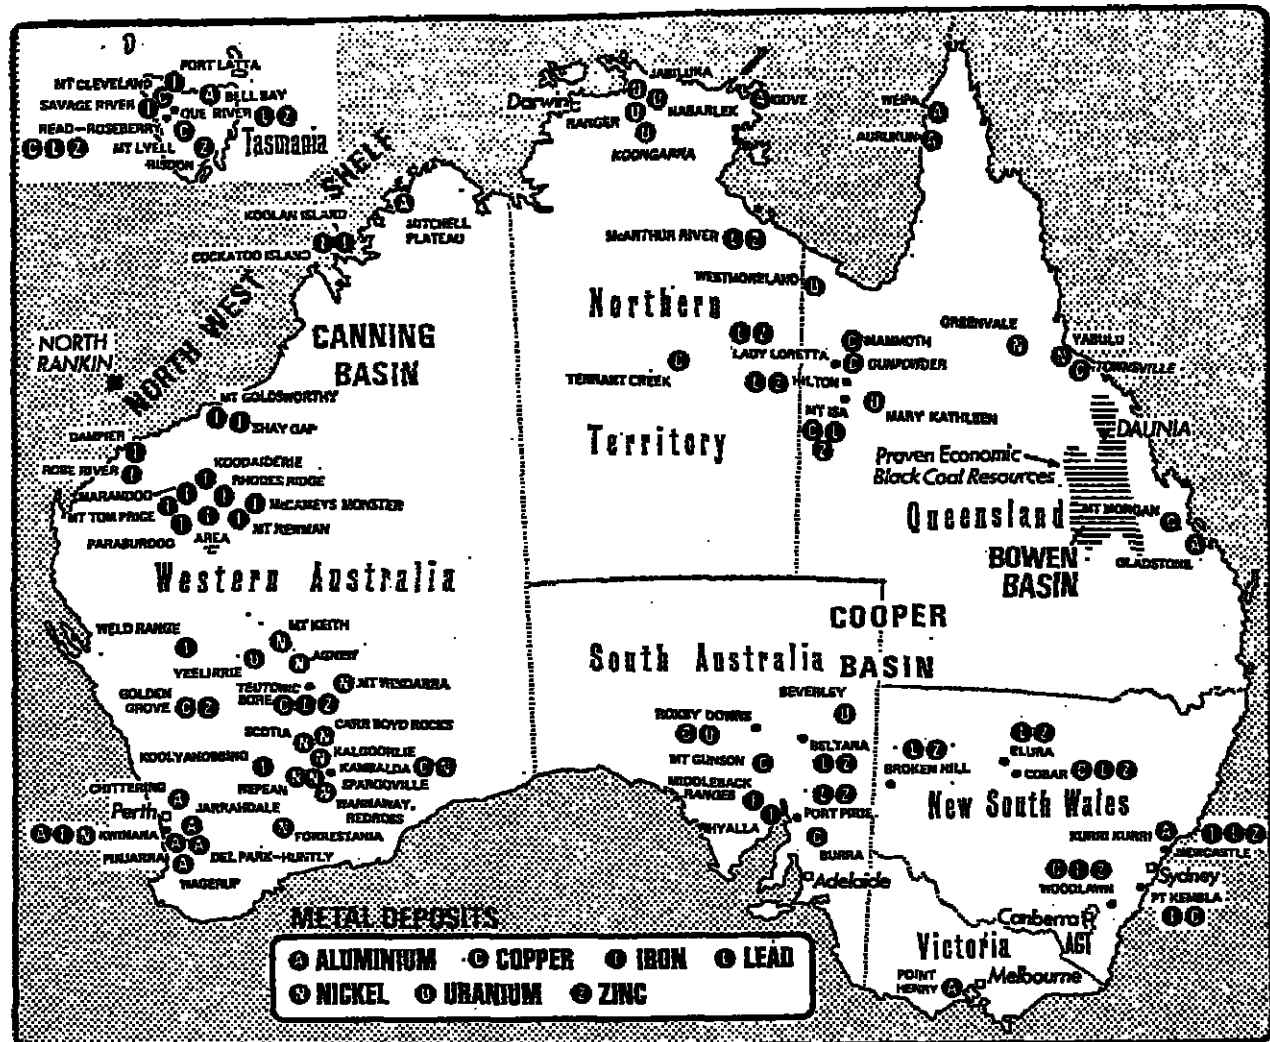 PORT LATTA
MT CLEVELAND I
C
A BELL BAY
SAVAGE RIVER I
QUE RIVER L Z
READ-ROSEBERRY
C L Z
C
MT LYELL
Z
RISDON
Tasmania
JABILUKA
U
Darwin
U
NABARLEK
RANGER U
U
KOONGARRA
A GOVE
WEIPA A
AURUKUN A
NORTH WEST SHELF
A
MITCHELL
PLATEAU
KOOLAN ISLAND
COCKATOO ISLAND I I
McARTHUR RIVER L Z
WESTMORELAND U
NORTH
RANKIN
CANNING
BASIN
Northern
Territory
L Z
LADY LORETTA
C MAMMOTH
C GUNPOWDER
C
TENNANT CREEK
L Z HILTON
MT ISA
C L
Z
U
MARY KATHLEEN
GREENVALE
N
YABULU
N
C TOWNSVILLE
DAUNIA
Proven Economic
Black Coal Resources
Queensland
MT MORGAN
C
A
GLADSTONE
BOWEN
BASIN
MT GOLDSWORTHY
I I SHAY GAP
DAMPIER I
ROBE RIVER I
KOODAIDERIE
I
RHODES RIDGE
MARANDOO I I
I McCAMEYS MONSTER
MT TOM PRICE I
I I I
MT NEWMAN
PARABURDOO
AREA
"C"
Western Australia
WELD RANGE
I
MT KEITH
N
YEELIRRIE U
N AGNEW
N MT WINDARRA
TEUTONIC
BORE C L Z
GOLDEN
GROVE C Z
SCOTIA N N
CARR BOYD ROCKS
N KALGOORLIE
KOOLYANOBBING
I
KAMBALDA C N
NEPEAN N N
SPARGOVILLE
N
WANNAWAY,
REDROSS
CHITTERING
A
Perth
JARRAHDALE
A
A I N KWINANA
A A
N
FORRESTANIA
PINJARRA
DEL PARK-HUNTLY
A
WAGERUP
COOPER
BASIN
South Australia
BEVERLEY
U
ROXBY DOWNS
C U
BELTANA
L Z
MT GUNSON C
MIDDLEBACK
RANGES I
I
WHYALLA
L Z
PORT PIRIE
C
BURRA
Adelaide
L Z
BROKEN HILL
L Z
ELURA
COBAR C L Z
New South Wales
KURRI KURRI A
I L Z
NEWCASTLE
C L Z
WOODLAWN
Sydney
PT KEMBLA
I C
Canberra
ACT
Victoria
POINT
HENRY A
Melbourne
METAL DEPOSITS
A ALUMINIUM C COPPER I IRON L LEAD
N NICKEL U URANIUM Z ZINC